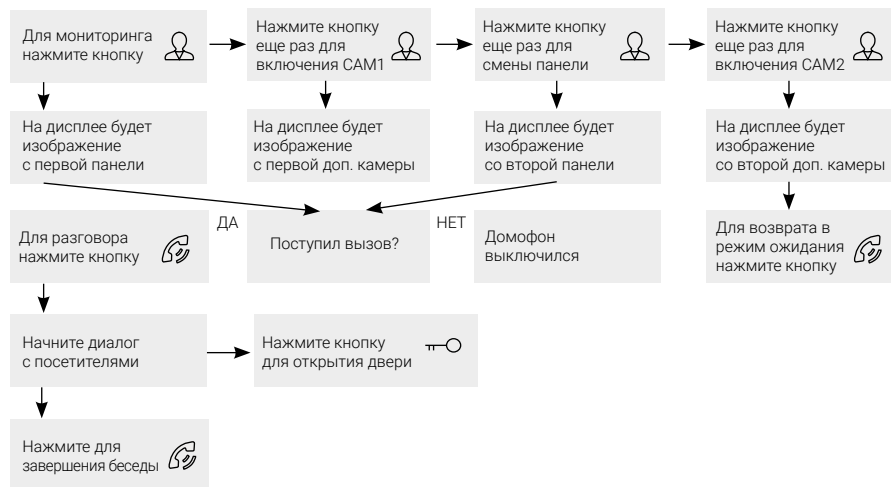 Для мониторинга
нажмите кнопку
Нажмите кнопку
еще раз для
включения CAM1
Нажмите кнопку
еще раз для
смены панели
Нажмите кнопку
еще раз для
включения CAM2
На дисплее будет
изображение
с первой панели
На дисплее будет
изображение
с первой доп. камеры
На дисплее будет
изображение
со второй панели
На дисплее будет
изображение
со второй доп. камеры
Для разговора
нажмите кнопку
ДА
Поступил вызов?
НЕТ
Домофон
выключился
Для возврата в
режим ожидания
нажмите кнопку
Начните диалог
с посетителями
Нажмите кнопку
для открытия двери
Нажмите для
завершения беседы